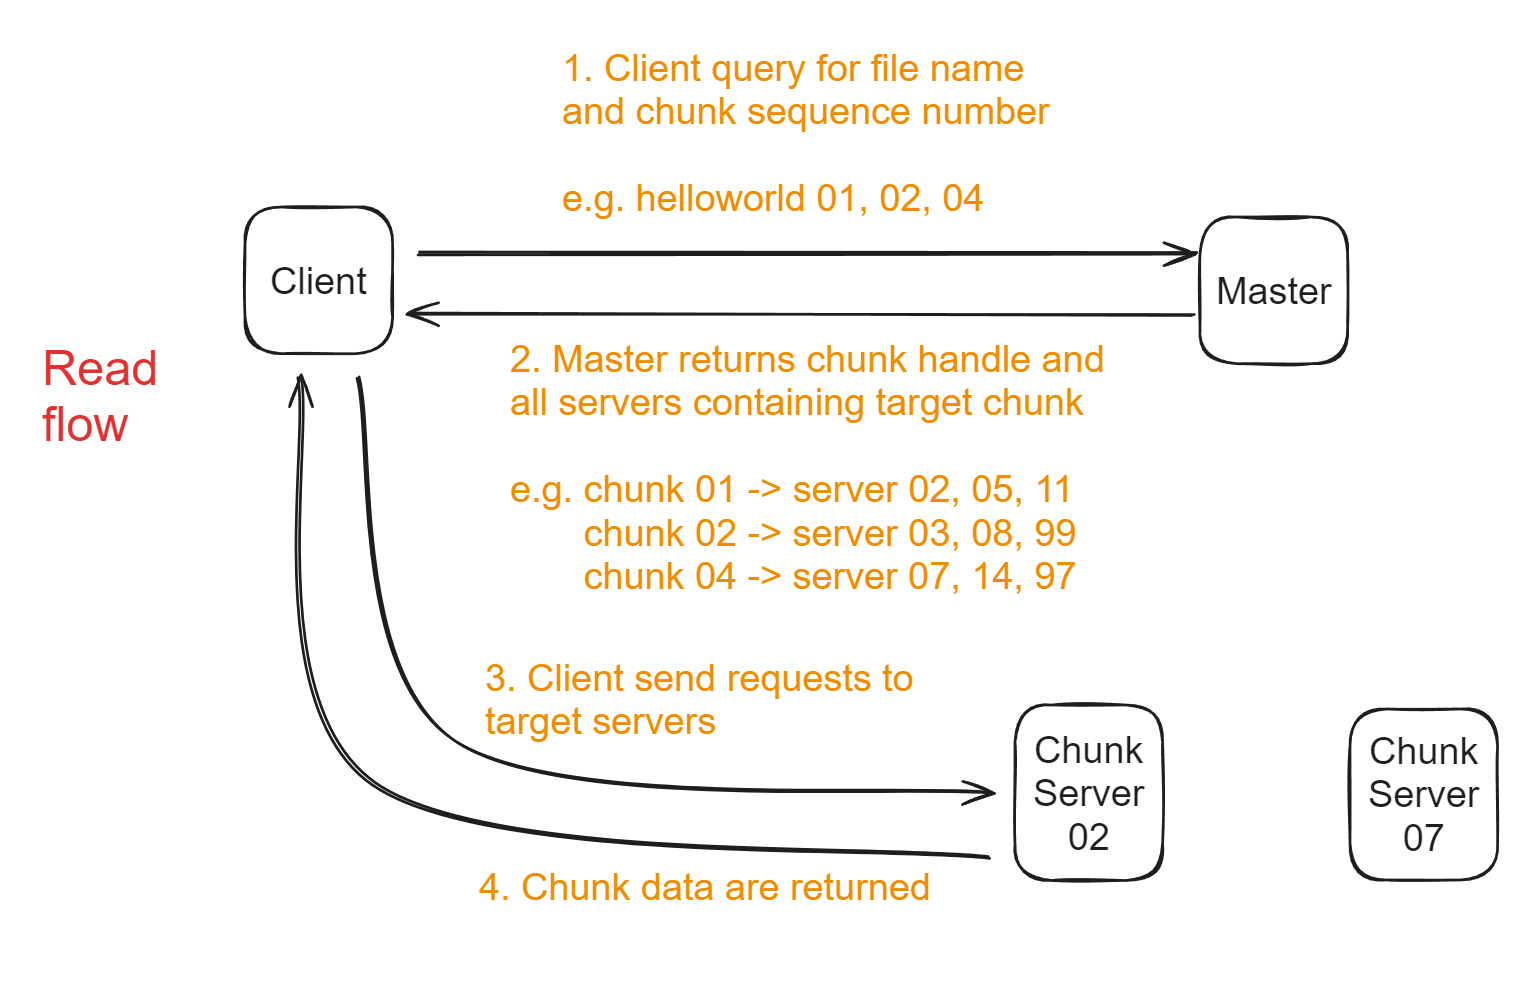 1. Client query for file name
and chunk sequence number
e.g. helloworld 01, 02, 04
Client
Master
Read
flow
2. Master returns chunk handle and
all servers containing target chunk
e.g. chunk 01 -> server 02, 05, 11
chunk 02 -> server 03, 08, 99
chunk 04 -> server 07, 14, 97
3. Client send requests to
target servers
Chunk
Server
02
Chunk
Server
07
4. Chunk data are returned